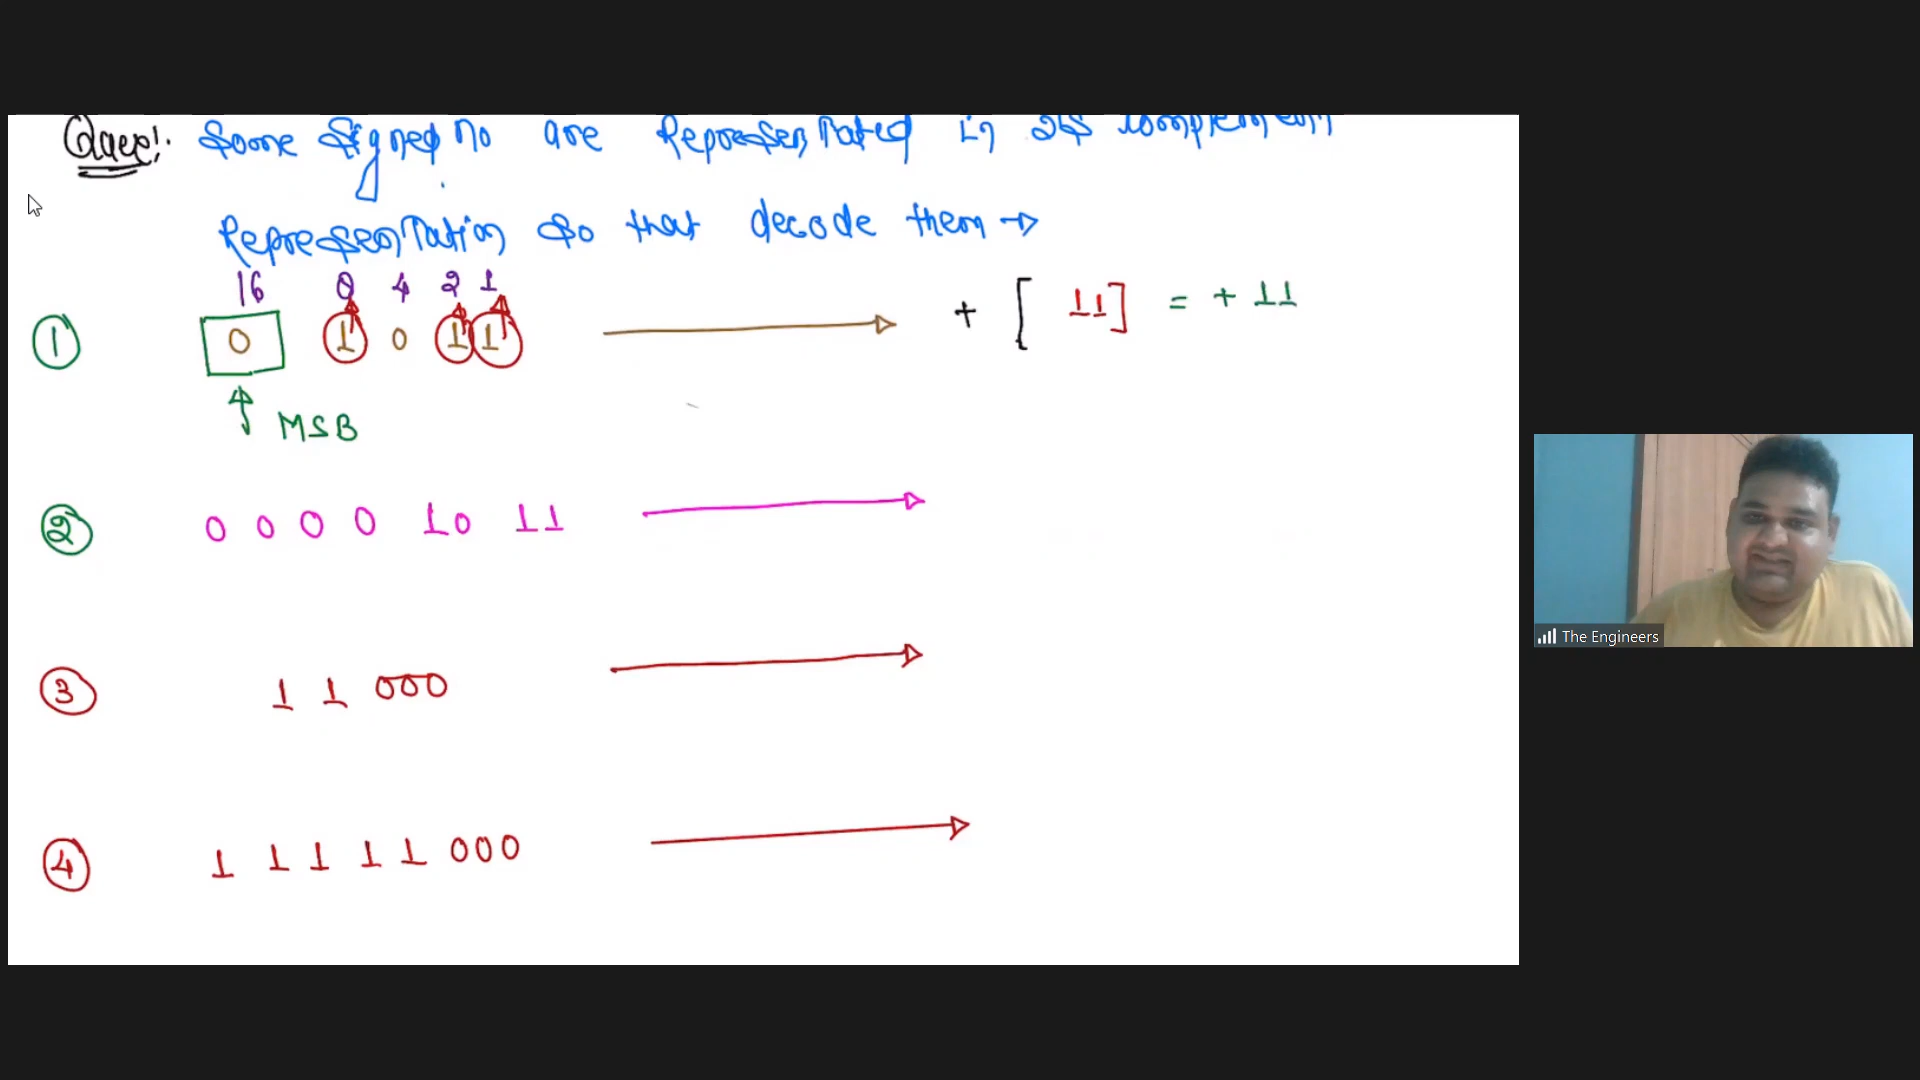 Ques!. Some Signed no are Represented in 2's complement
Representation so that decode them →
16 8 4 2 1
① 0 1 0 1 1 → + [ 11 ] = + 11
↑ MSB
② 0 0 0 0 1 0 1 1 →
③ 1 1 0 0 0 →
④ 1 1 1 1 1 0 0 0 →
The Engineers